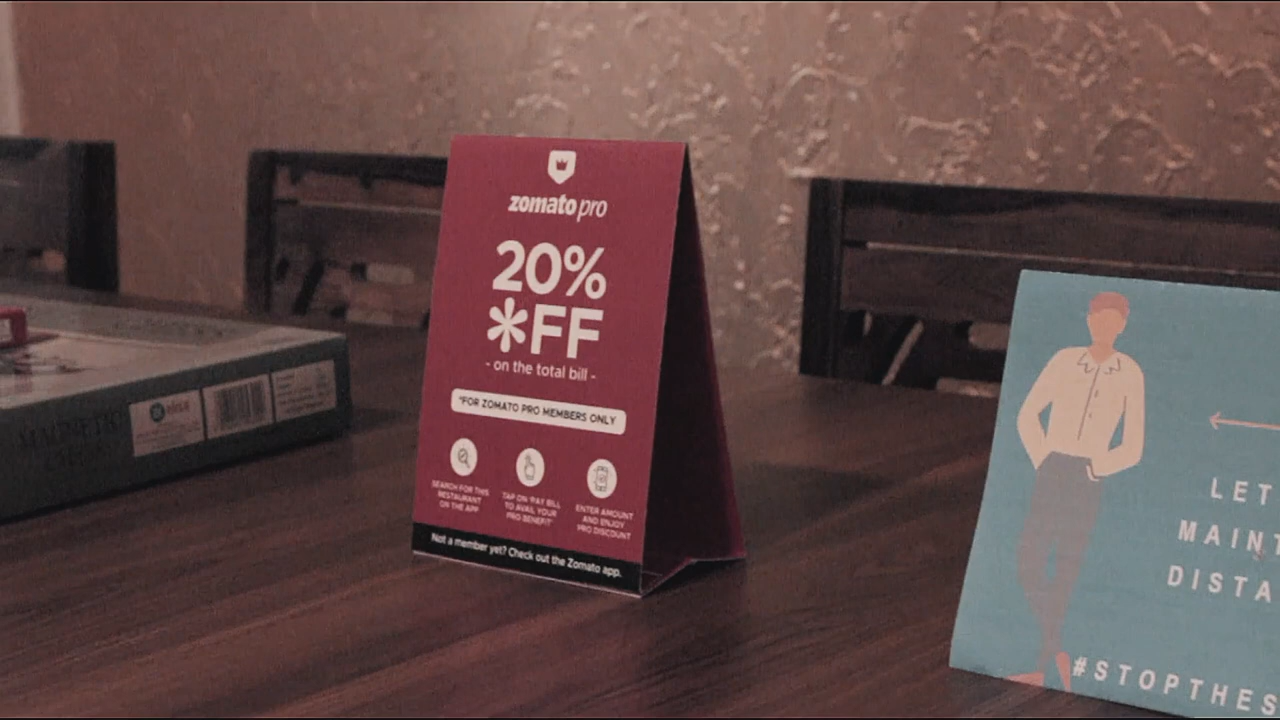 zomato pro
20%
*FF
- on the total bill -
*FOR ZOMATO PRO MEMBERS ONLY
SEARCH FOR THIS
RESTAURANT
ON THE APP
TAP ON 'PAY BILL'
TO AVAIL YOUR
PRO BENEFIT
ENTER AMOUNT
AND ENJOY
PRO DISCOUNT
Not a member yet? Check out the Zomato app.
MAGNETIC
LET
MAINT
DISTA
#STOPTHES